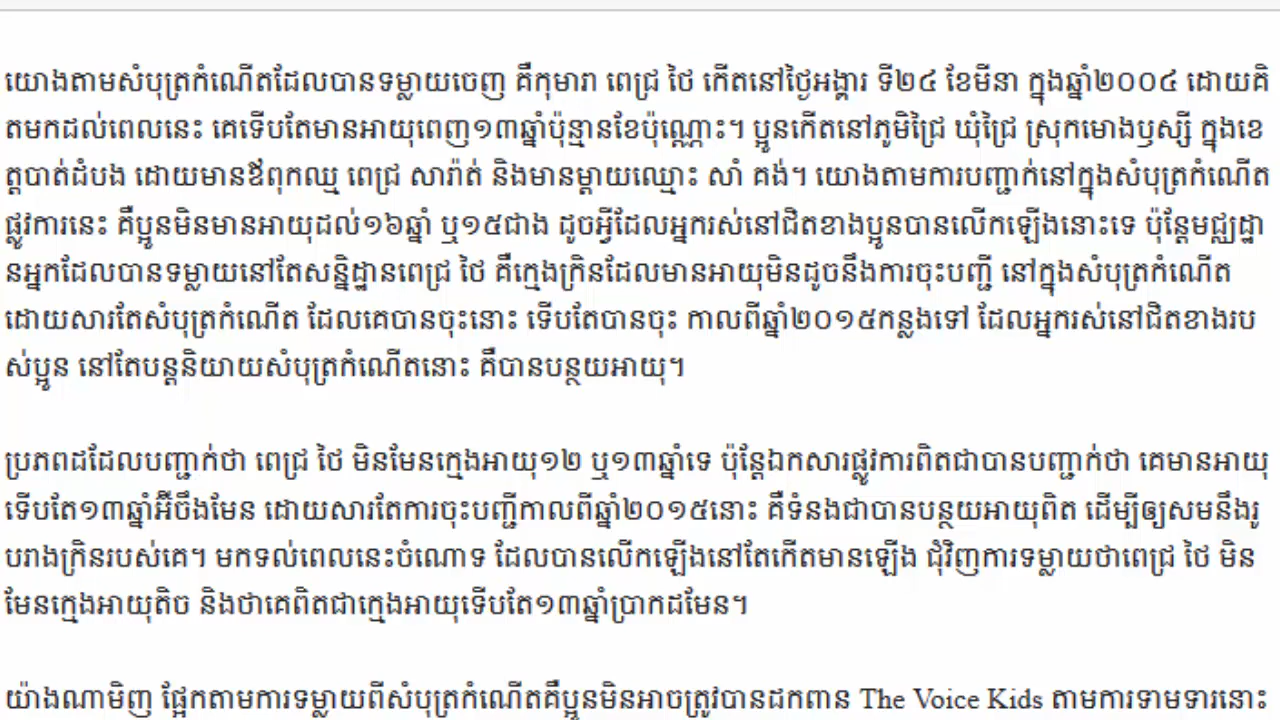 យោងតាមសំបុត្រកំណើតដែលបានទម្លាយចេញ គឺកុមារា ពេជ្រ ថៃ កើតនៅថ្ងៃអង្គារ ទី២៤ ខែមីនា ក្នុងឆ្នាំ២០០៤ ដោយគិ
តមកដល់ពេលនេះ គេទើបតែមានអាយុពេញ១៣ឆ្នាំប៉ុន្មានខែប៉ុណ្ណោះ។ ប្អូនកើតនៅភូមិជ្រៃ ឃុំជ្រៃ ស្រុកមោងឫស្សី ក្នុងខេ
ត្តបាត់ដំបង ដោយមានឪពុកឈ្ម ពេជ្រ សារ៉ាត់ និងមានម្តាយឈ្មោះ សាំ គង់។ យោងតាមការបញ្ជាក់នៅក្នុងសំបុត្រកំណើត
ផ្លូវការនេះ គឺប្អូនមិនមានអាយុដល់១៦ឆ្នាំ ឬ១៥ជាង ដូចអ្វីដែលអ្នករស់នៅជិតខាងប្អូនបានលើកឡើងនោះទេ ប៉ុន្តែមជ្ឈដ្ឋា
នអ្នកដែលបានទម្លាយនៅតែសន្និដ្ឋានពេជ្រ ថៃ គឺក្មេងក្រិនដែលមានអាយុមិនដូចនឹងការចុះបញ្ជី នៅក្នុងសំបុត្រកំណើត
ដោយសារតែសំបុត្រកំណើត ដែលគេបានចុះនោះ ទើបតែបានចុះ កាលពីឆ្នាំ២០១៥កន្លងទៅ ដែលអ្នករស់នៅជិតខាងរប
ស់ប្អូន នៅតែបន្តនិយាយសំបុត្រកំណើតនោះ គឺបានបន្ថយអាយុ។
ប្រភពដដែលបញ្ជាក់ថា ពេជ្រ ថៃ មិនមែនក្មេងអាយុ១២ ឬ១៣ឆ្នាំទេ ប៉ុន្តែឯកសារផ្លូវការពិតជាបានបញ្ជាក់ថា គេមានអាយុ
ទើបតែ១៣ឆ្នាំអ៊ីចឹងមែន ដោយសារតែការចុះបញ្ជីកាលពីឆ្នាំ២០១៥នោះ គឺទំនងជាបានបន្ថយអាយុពិត ដើម្បីឲ្យសមនឹងរូ
បរាងក្រិនរបស់គេ។ មកទល់ពេលនេះចំណោទ ដែលបានលើកឡើងនៅតែកើតមានឡើង ជុំវិញការទម្លាយថាពេជ្រ ថៃ មិន
មែនក្មេងអាយុតិច និងថាគេពិតជាក្មេងអាយុទើបតែ១៣ឆ្នាំប្រាកដមែន។
យ៉ាងណាមិញ ផ្អែកតាមការទម្លាយពីសំបុត្រកំណើតគឺប្អូនមិនអាចត្រូវបានដកពាន The Voice Kids តាមការទាមទារនោះ